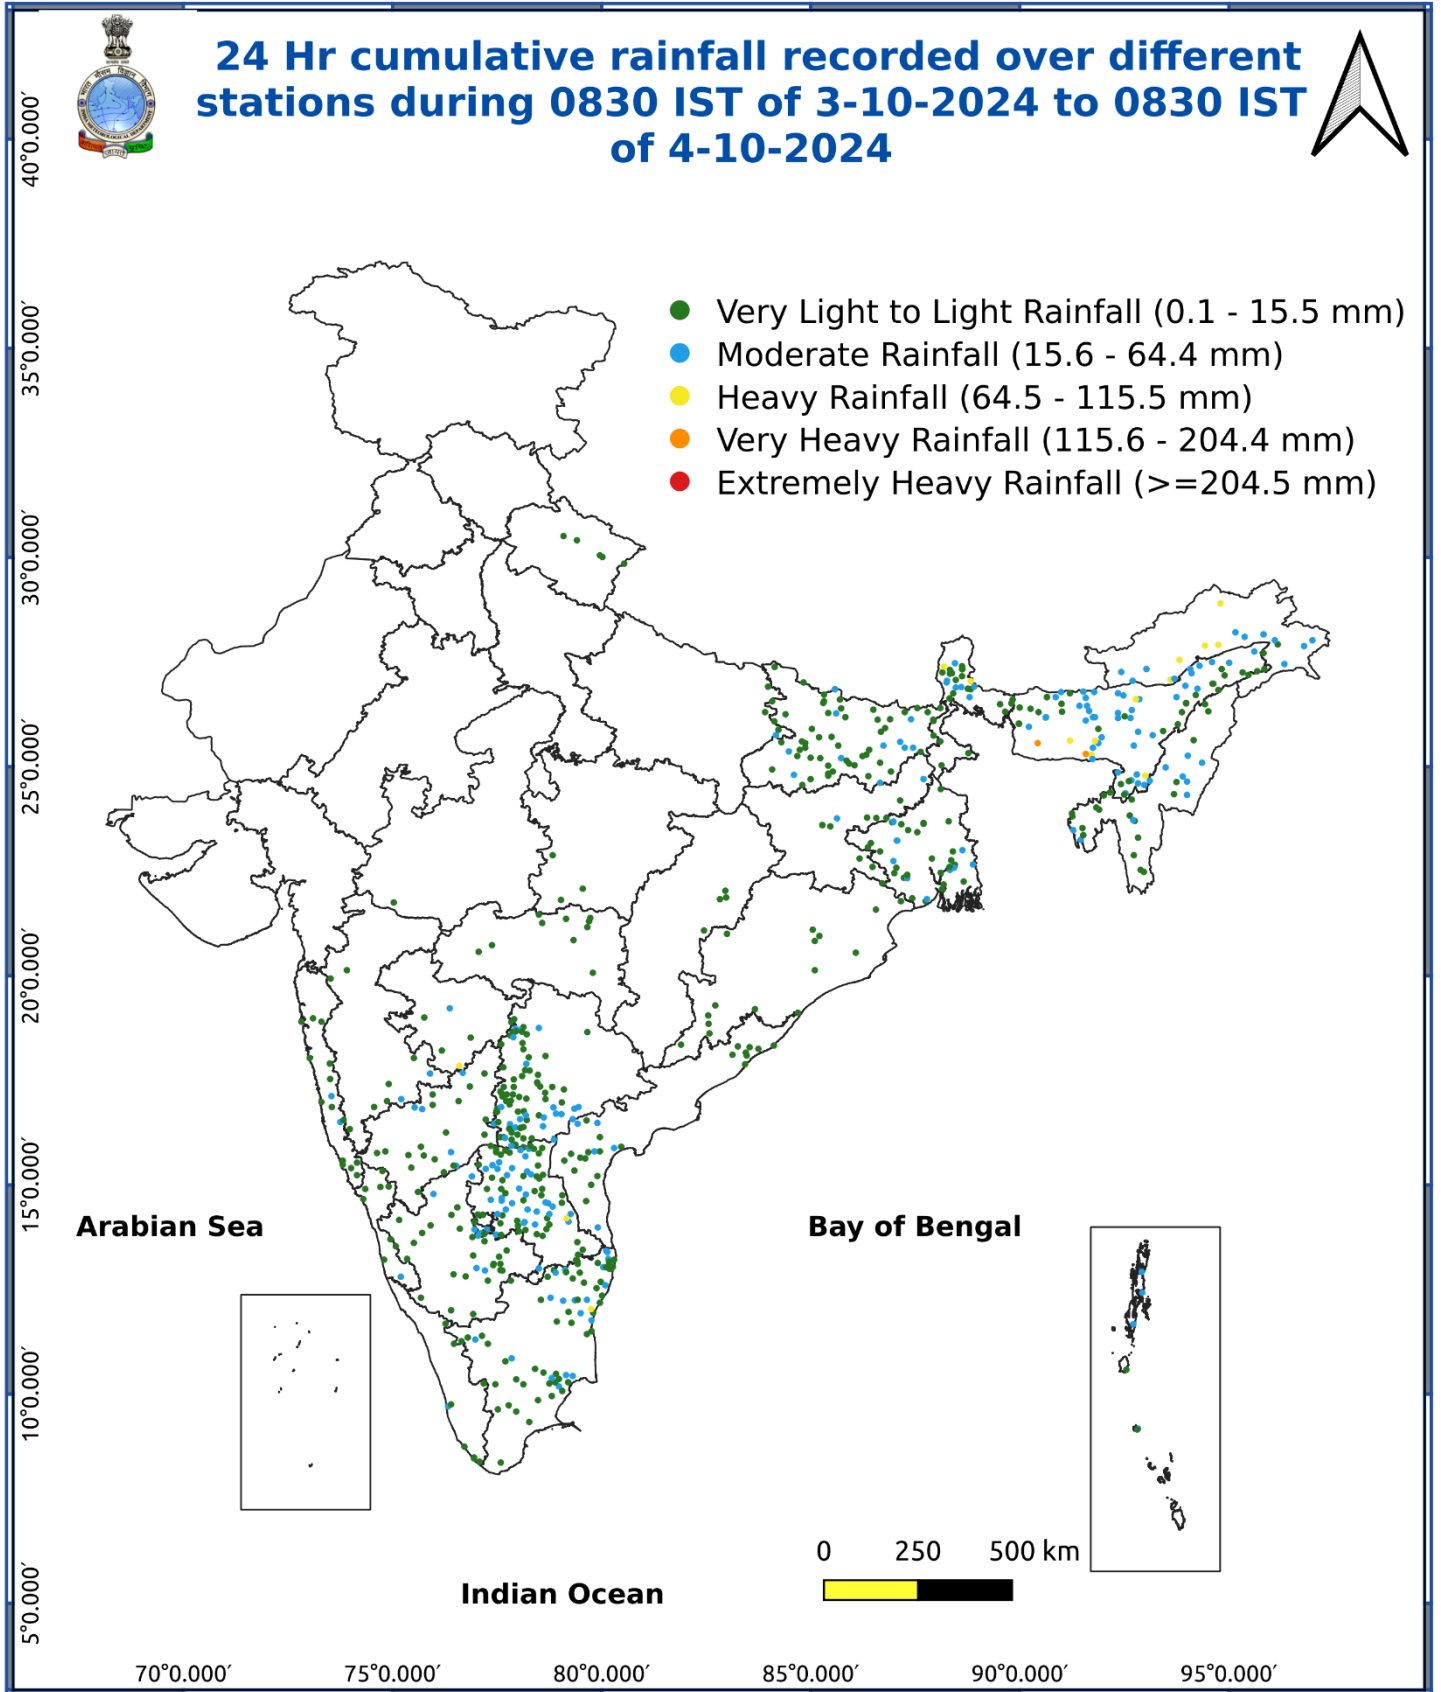 24 Hr cumulative rainfall recorded over different
stations during 0830 IST of 3-10-2024 to 0830 IST
of 4-10-2024
Very Light to Light Rainfall (0.1 - 15.5 mm)
Moderate Rainfall (15.6 - 64.4 mm)
Heavy Rainfall (64.5 - 115.5 mm)
Very Heavy Rainfall (115.6 - 204.4 mm)
Extremely Heavy Rainfall (>=204.5 mm)
40°0.000′
35°0.000′
30°0.000′
25°0.000′
20°0.000′
15°0.000′
10°0.000′
5°0.000′
Arabian Sea
Bay of Bengal
Indian Ocean
0 250 500 km
70°0.000′ 75°0.000′ 80°0.000′ 85°0.000′ 90°0.000′ 95°0.000′